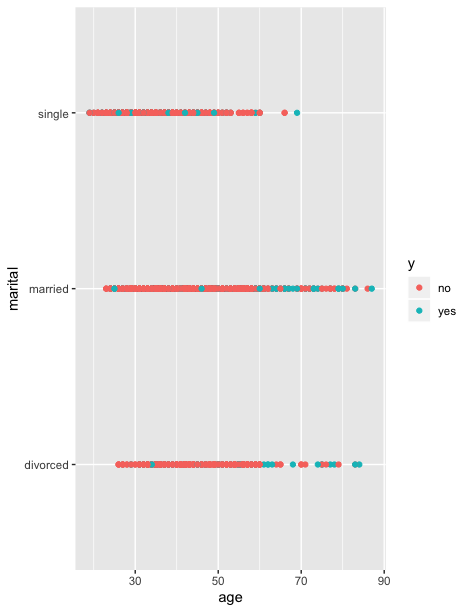 single
married
divorced
marital
30
50
70
90
age
y
no
yes